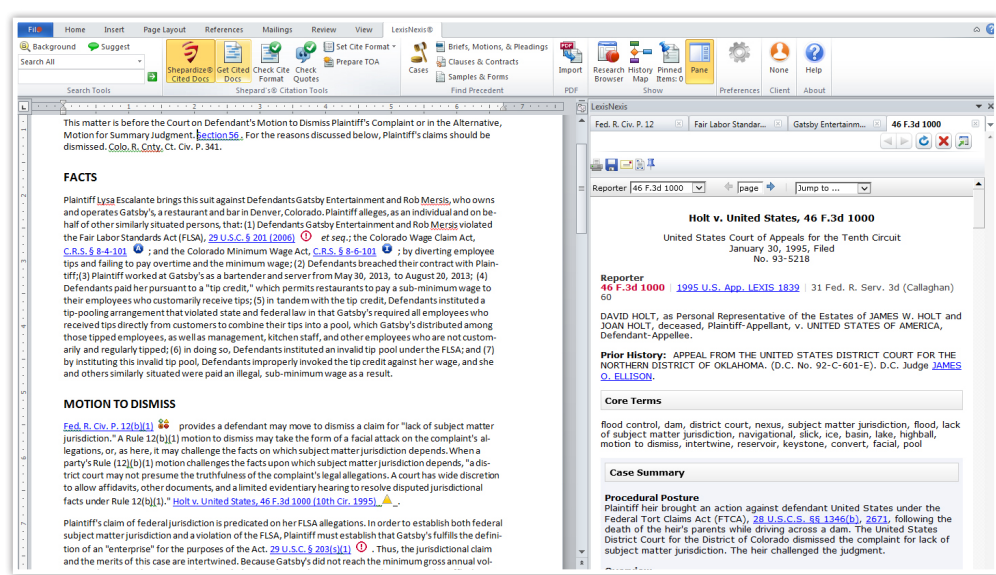 File Home Insert Page Layout References Mailings Review View LexisNexis®
Background Suggest
Search All
Search Tools
Shepardize® Cited Docs
Get Cited Docs
Check Cite Format
Check Quotes
Set Cite Format
Prepare TOA
Shepard's® Citation Tools
Cases
Briefs, Motions, & Pleadings
Clauses & Contracts
Samples & Forms
Find Precedent
PDF
Import
PDF
Research Browser
History Map
Pinned Items: 0
Pane
Show
Preferences
None
Client
Help
About
1 2 3 4 5 6 7
This matter is before the Court on Defendant's Motion to Dismiss Plaintiff's Complaint or in the Alternative,
Motion for Summary Judgment. Section 56 . For the reasons discussed below, Plaintiff's claims should be
dismissed. Colo. R. Cnty. Ct. Civ. P. 341.
FACTS
Plaintiff Lysa Escalante brings this suit against Defendants Gatsby Entertainment and Rob Mersis, who owns
and operates Gatsby's, a restaurant and bar in Denver, Colorado. Plaintiff alleges, as an individual and on be-
half of other similarly situated persons, that: (1) Defendants Gatsby Entertainment and Rob Mersis violated
the Fair Labor Standards Act (FLSA), 29 U.S.C. § 201 (2006) et seq.; the Colorado Wage Claim Act,
C.R.S. § 8-4-101 A ; and the Colorado Minimum Wage Act, C.R.S. § 8-6-101 I ; by diverting employee
tips and failing to pay overtime and the minimum wage; (2) Defendants breached their contract with Plain-
tiff;(3) Plaintiff worked at Gatsby's as a bartender and server from May 30, 2013, to August 20, 2013; (4)
Defendants paid her pursuant to a "tip credit," which permits restaurants to pay a sub-minimum wage to
their employees who customarily receive tips; (5) in tandem with the tip credit, Defendants instituted a
tip-pooling arrangement that violated state and federal law in that Gatsby's required all employees who
received tips directly from customers to combine their tips into a pool, which Gatsby's distributed among
those tipped employees, as well as management, kitchen staff, and other employees who are not custom-
arily and regularly tipped; (6) in doing so, Defendants instituted an invalid tip pool under the FLSA; and (7)
by instituting this invalid tip pool, Defendants improperly invoked the tip credit against her wage, and she
and others similarly situated were paid an illegal, sub-minimum wage as a result.
MOTION TO DISMISS
Fed. R. Civ. P. 12(b)(1) provides a defendant may move to dismiss a claim for "lack of subject matter
jurisdiction." A Rule 12(b)(1) motion to dismiss may take the form of a facial attack on the complaint's al-
legations, or, as here, it may challenge the facts on which subject matter jurisdiction depends. When a
party's Rule (12)(b)(1) motion challenges the facts upon which subject matter jurisdiction depends, "a dis-
trict court may not presume the truthfulness of the complaint's legal allegations. A court has wide discretion
to allow affidavits, other documents, and a limited evidentiary hearing to resolve disputed jurisdictional
facts under Rule 12(b)(1)." Holt v. United States, 46 F.3d 1000 (10th Cir. 1995) .
Plaintiff's claim of federal jurisdiction is predicated on her FLSA allegations. In order to establish both federal
subject matter jurisdiction and a violation of the FLSA, Plaintiff must establish that Gatsby's fulfills the defini-
tion of an "enterprise" for the purposes of the Act. 29 U.S.C. § 203(s)(1) . Thus, the jurisdictional claim
and the merits of this case are intertwined. Because Gatsby's did not reach the minimum gross annual vol-
LexisNexis
Fed. R. Civ. P. 12 Fair Labor Standar... Gatsby Entertainm... 46 F.3d 1000
Reporter 46 F.3d 1000 page Jump to ...
Holt v. United States, 46 F.3d 1000
United States Court of Appeals for the Tenth Circuit
January 30, 1995, Filed
No. 93-5218
Reporter
46 F.3d 1000 | 1995 U.S. App. LEXIS 1839 | 31 Fed. R. Serv. 3d (Callaghan)
60
DAVID HOLT, as Personal Representative of the Estates of JAMES W. HOLT and
JOAN HOLT, deceased, Plaintiff-Appellant, v. UNITED STATES OF AMERICA,
Defendant-Appellee.
Prior History: APPEAL FROM THE UNITED STATES DISTRICT COURT FOR THE
NORTHERN DISTRICT OF OKLAHOMA. (D.C. No. 92-C-601-E). D.C. Judge JAMES
O. ELLISON.
Core Terms
flood control, dam, district court, nexus, subject matter jurisdiction, flood, lack
of subject matter jurisdiction, navigational, slick, ice, basin, lake, highball,
motion to dismiss, intertwine, reservoir, keystone, convert, facial, pool
Case Summary
Procedural Posture
Plaintiff heir brought an action against defendant United States under the
Federal Tort Claims Act (FTCA), 28 U.S.C.S. §§ 1346(b), 2671, following the
death of the heir's parents while driving across a dam. The United States
District Court for the District of Colorado dismissed the complaint for lack of
subject matter jurisdiction. The heir challenged the judgment.